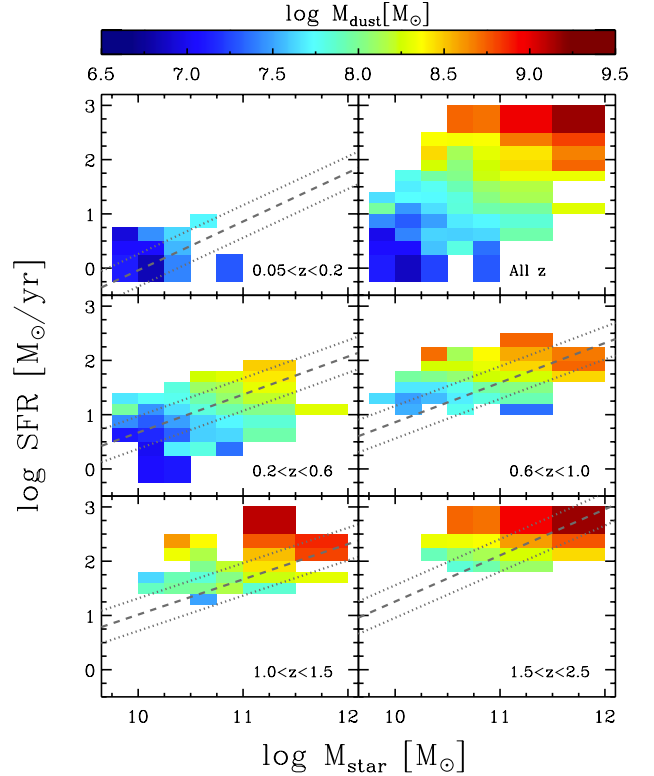 log M_dust[M_⊙]
6.5 7.0 7.5 8.0 8.5 9.0 9.5
3
2
1
0
0.05<z<0.2
All z
log SFR [M_⊙/yr]
2
1
0
0.2<z<0.6
0.6<z<1.0
3
2
1
0
1.0<z<1.5
1.5<z<2.5
10 11 12 10 11 12
log M_star [M_⊙]